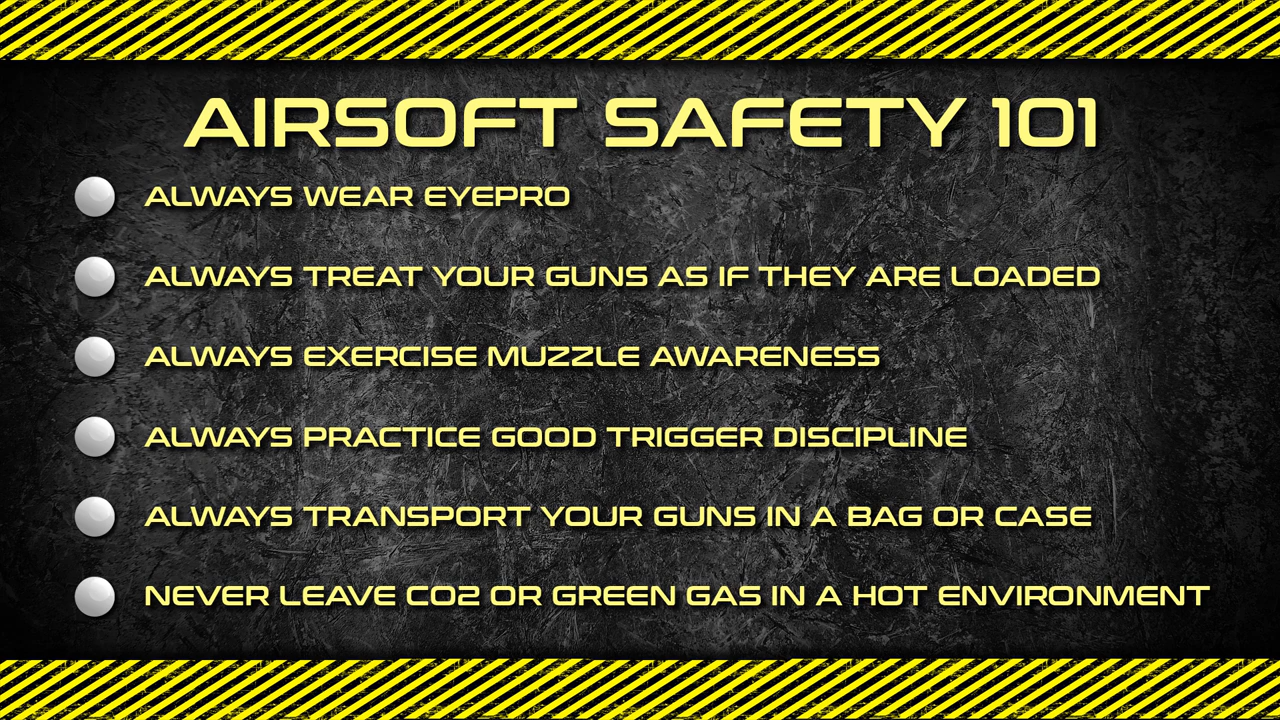 AIRSOFT SAFETY 101
ALWAYS WEAR EYEPRO
ALWAYS TREAT YOUR GUNS AS IF THEY ARE LOADED
ALWAYS EXERCISE MUZZLE AWARENESS
ALWAYS PRACTICE GOOD TRIGGER DISCIPLINE
ALWAYS TRANSPORT YOUR GUNS IN A BAG OR CASE
NEVER LEAVE CO2 OR GREEN GAS IN A HOT ENVIRONMENT